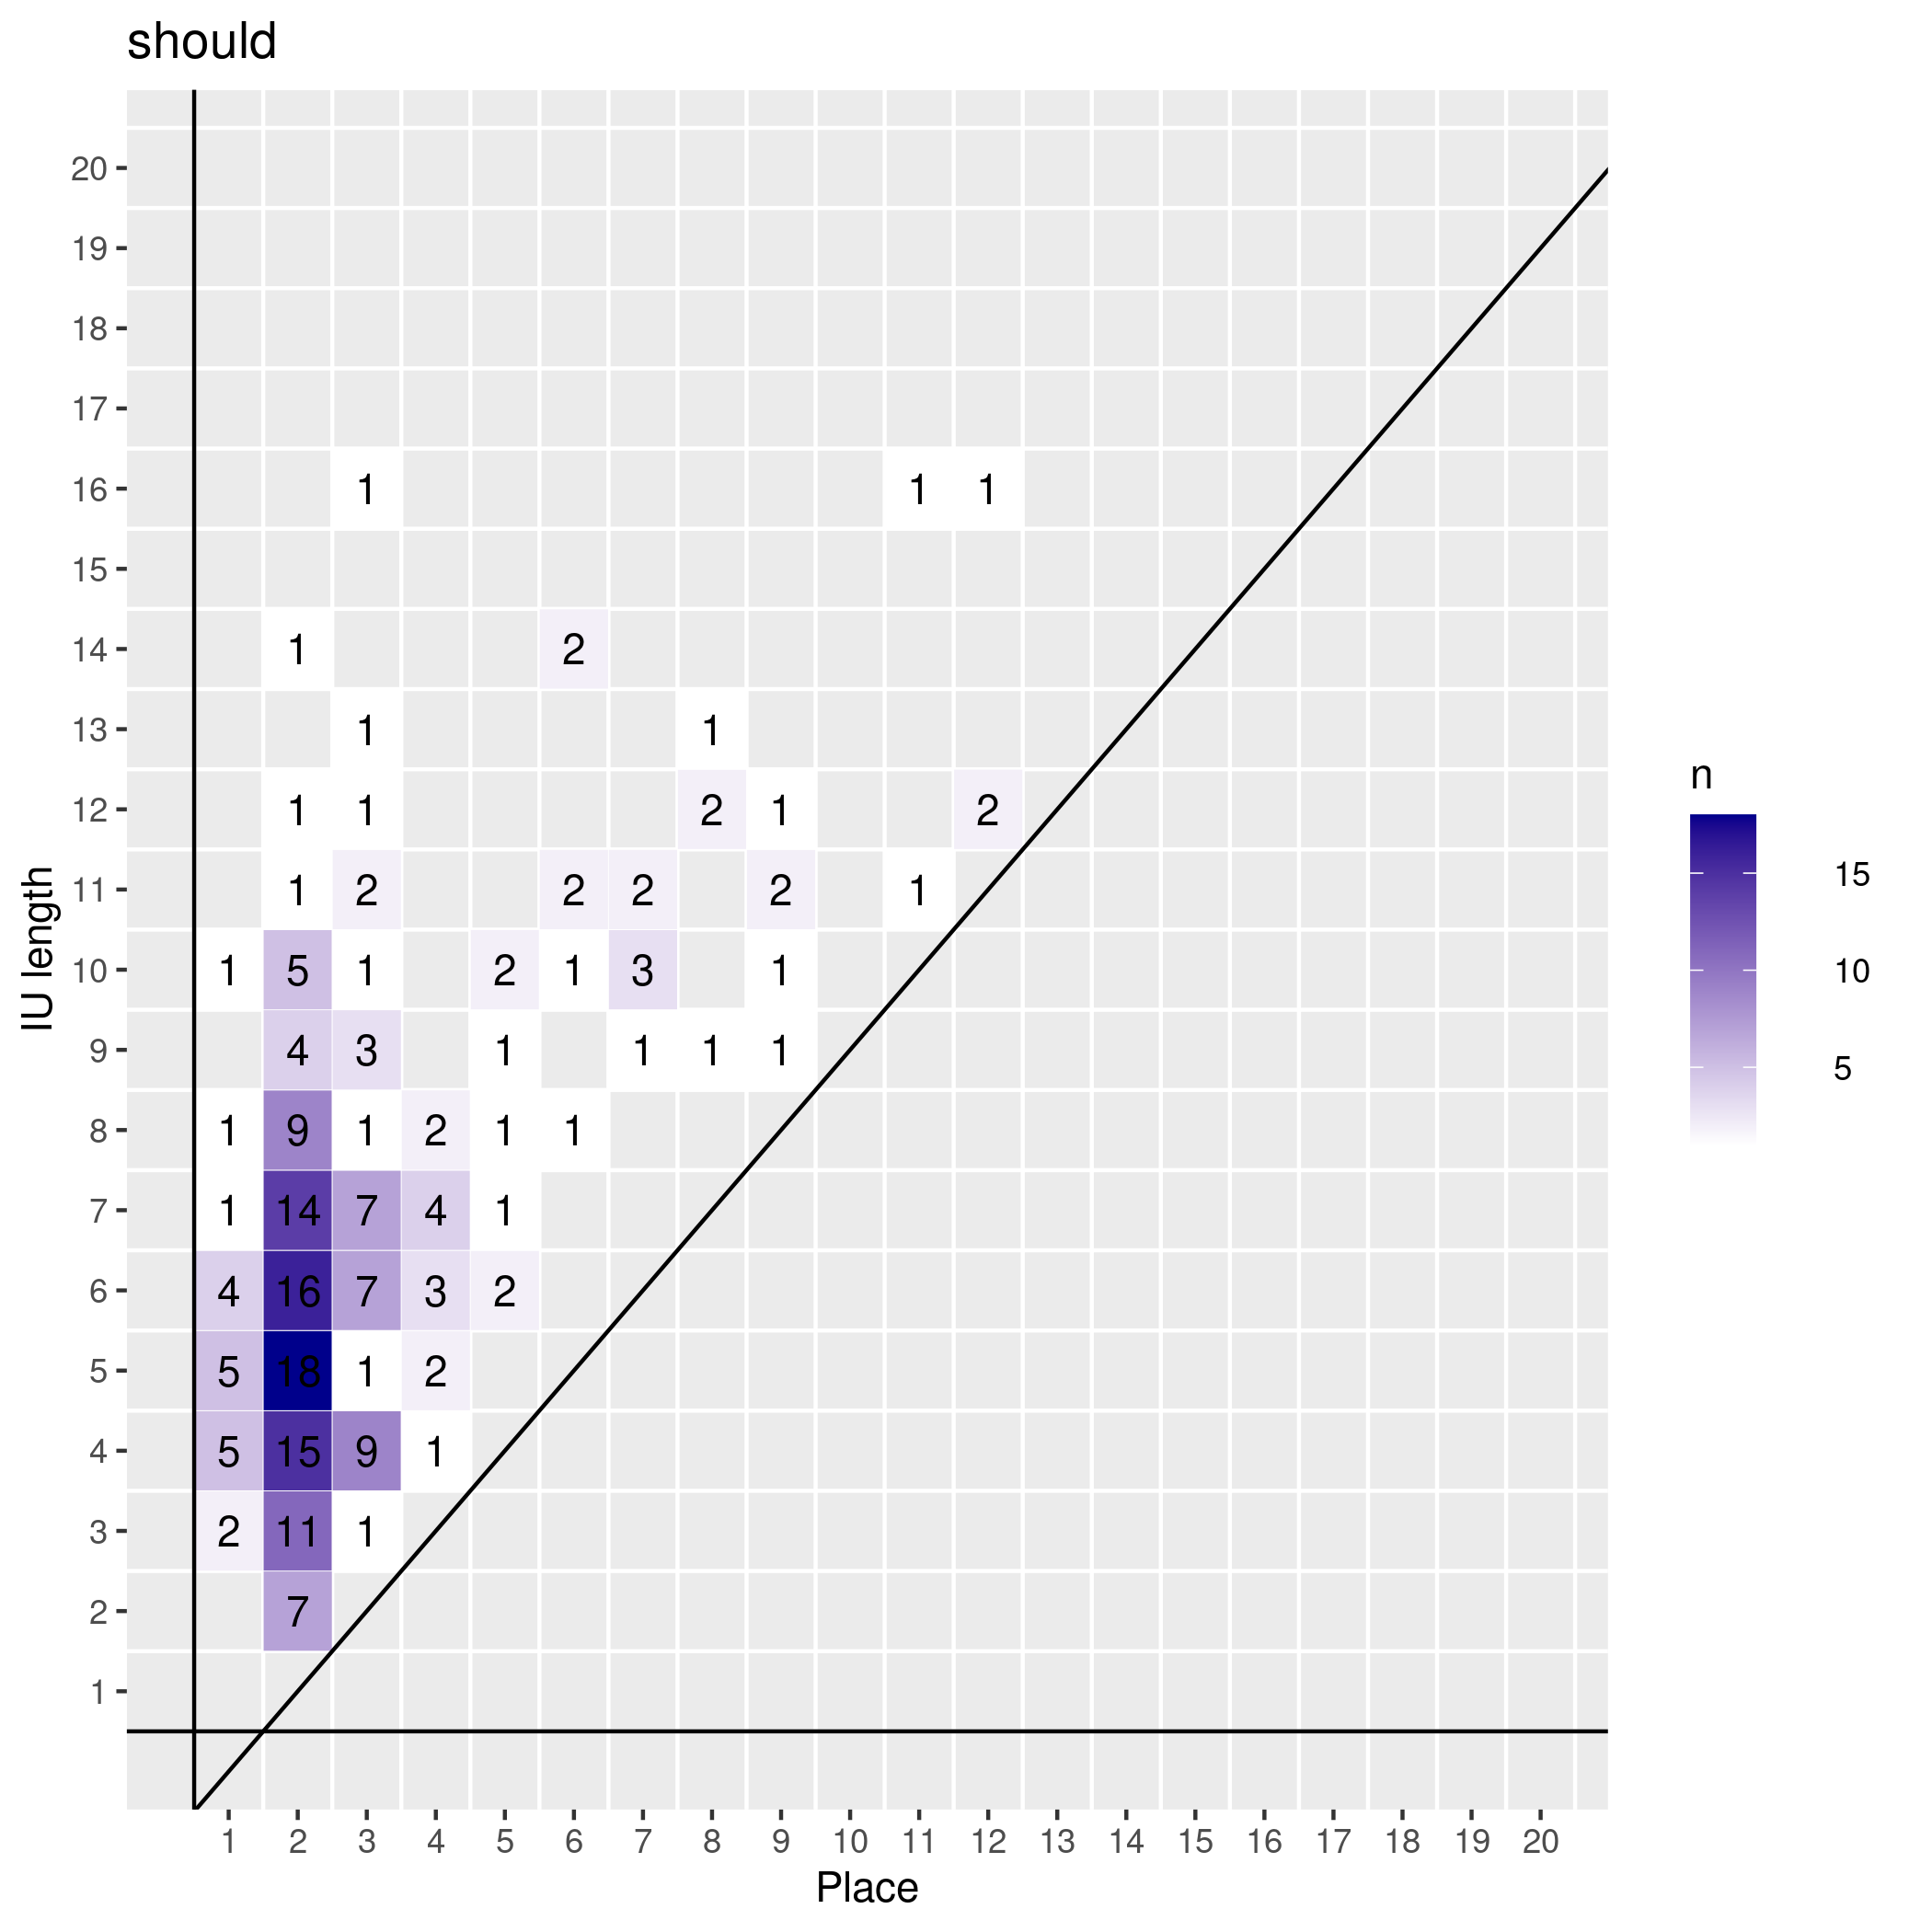 should
20
19
18
17
16 1 1 1
15
14 1 2
13 1 1
12 1 1 2 1 2
11 1 2 2 2 2 1
10 1 5 1 2 1 3 1
9 4 3 1 1 1 1
8 1 9 1 2 1 1
7 1 14 7 4 1
6 4 16 7 3 2
5 5 18 1 2
4 5 15 9 1
3 2 11 1
2 7
1
1 2 3 4 5 6 7 8 9 10 11 12 13 14 15 16 17 18 19 20
Place
IU length
n
15
10
5